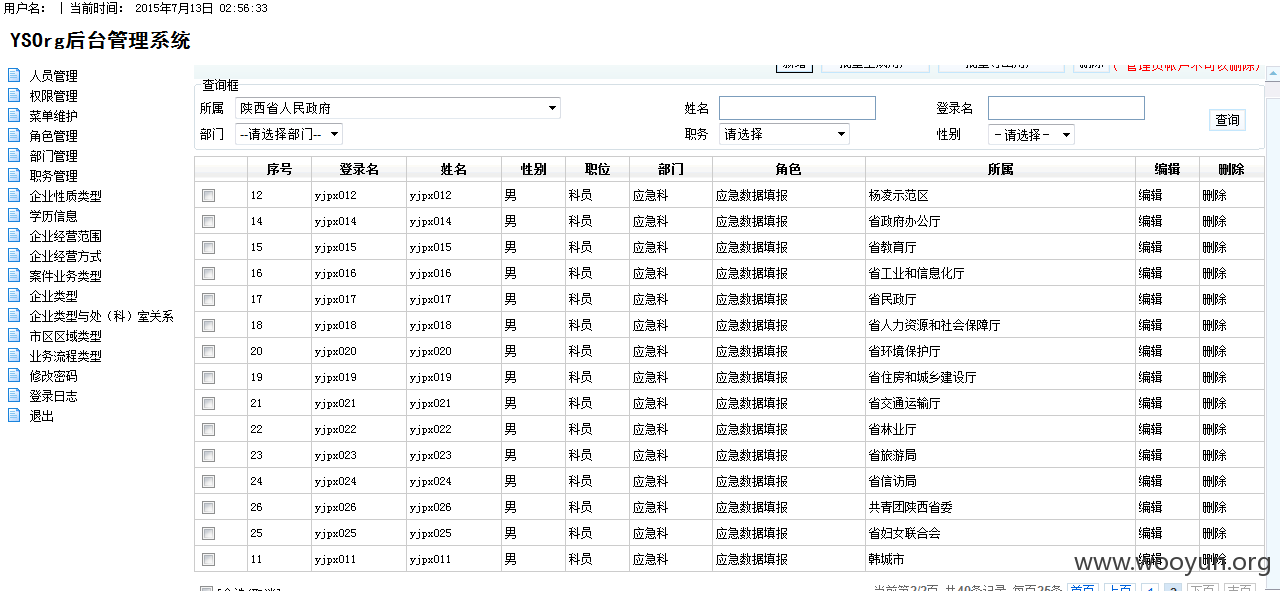 用户名: | 当前时间: 2015年7月13日 02:56:33
YSOrg后台管理系统
人员管理
权限管理
菜单维护
角色管理
部门管理
职务管理
企业性质类型
学历信息
企业经营范围
企业经营方式
案件业务类型
企业类型
企业类型与处（科）室关系
市区区域类型
业务流程类型
修改密码
登录日志
退出
新增 删除 (管理员帐户不可以删除)
查询框
所属 陕西省人民政府 姓名 登录名
部门 --请选择部门-- 职务 请选择 性别 -请选择- 查询
序号 登录名 姓名 性别 职位 部门 角色 所属 编辑 删除
12 yjpx012 yjpx012 男 科员 应急科 应急数据填报 杨凌示范区 编辑 删除
14 yjpx014 yjpx014 男 科员 应急科 应急数据填报 省政府办公厅 编辑 删除
15 yjpx015 yjpx015 男 科员 应急科 应急数据填报 省教育厅 编辑 删除
16 yjpx016 yjpx016 男 科员 应急科 应急数据填报 省工业和信息化厅 编辑 删除
17 yjpx017 yjpx017 男 科员 应急科 应急数据填报 省民政厅 编辑 删除
18 yjpx018 yjpx018 男 科员 应急科 应急数据填报 省人力资源和社会保障厅 编辑 删除
20 yjpx020 yjpx020 男 科员 应急科 应急数据填报 省环境保护厅 编辑 删除
19 yjpx019 yjpx019 男 科员 应急科 应急数据填报 省住房和城乡建设厅 编辑 删除
21 yjpx021 yjpx021 男 科员 应急科 应急数据填报 省交通运输厅 编辑 删除
22 yjpx022 yjpx022 男 科员 应急科 应急数据填报 省林业厅 编辑 删除
23 yjpx023 yjpx023 男 科员 应急科 应急数据填报 省旅游局 编辑 删除
24 yjpx024 yjpx024 男 科员 应急科 应急数据填报 省信访局 编辑 删除
26 yjpx026 yjpx026 男 科员 应急科 应急数据填报 共青团陕西省委 编辑 删除
25 yjpx025 yjpx025 男 科员 应急科 应急数据填报 省妇女联合会 编辑 删除
11 yjpx011 yjpx011 男 科员 应急科 应急数据填报 韩城市 编辑 删除
www.wooyun.org
当前第2/2页 共40条记录 每页25条 首页 上页 1 2 下页 末页